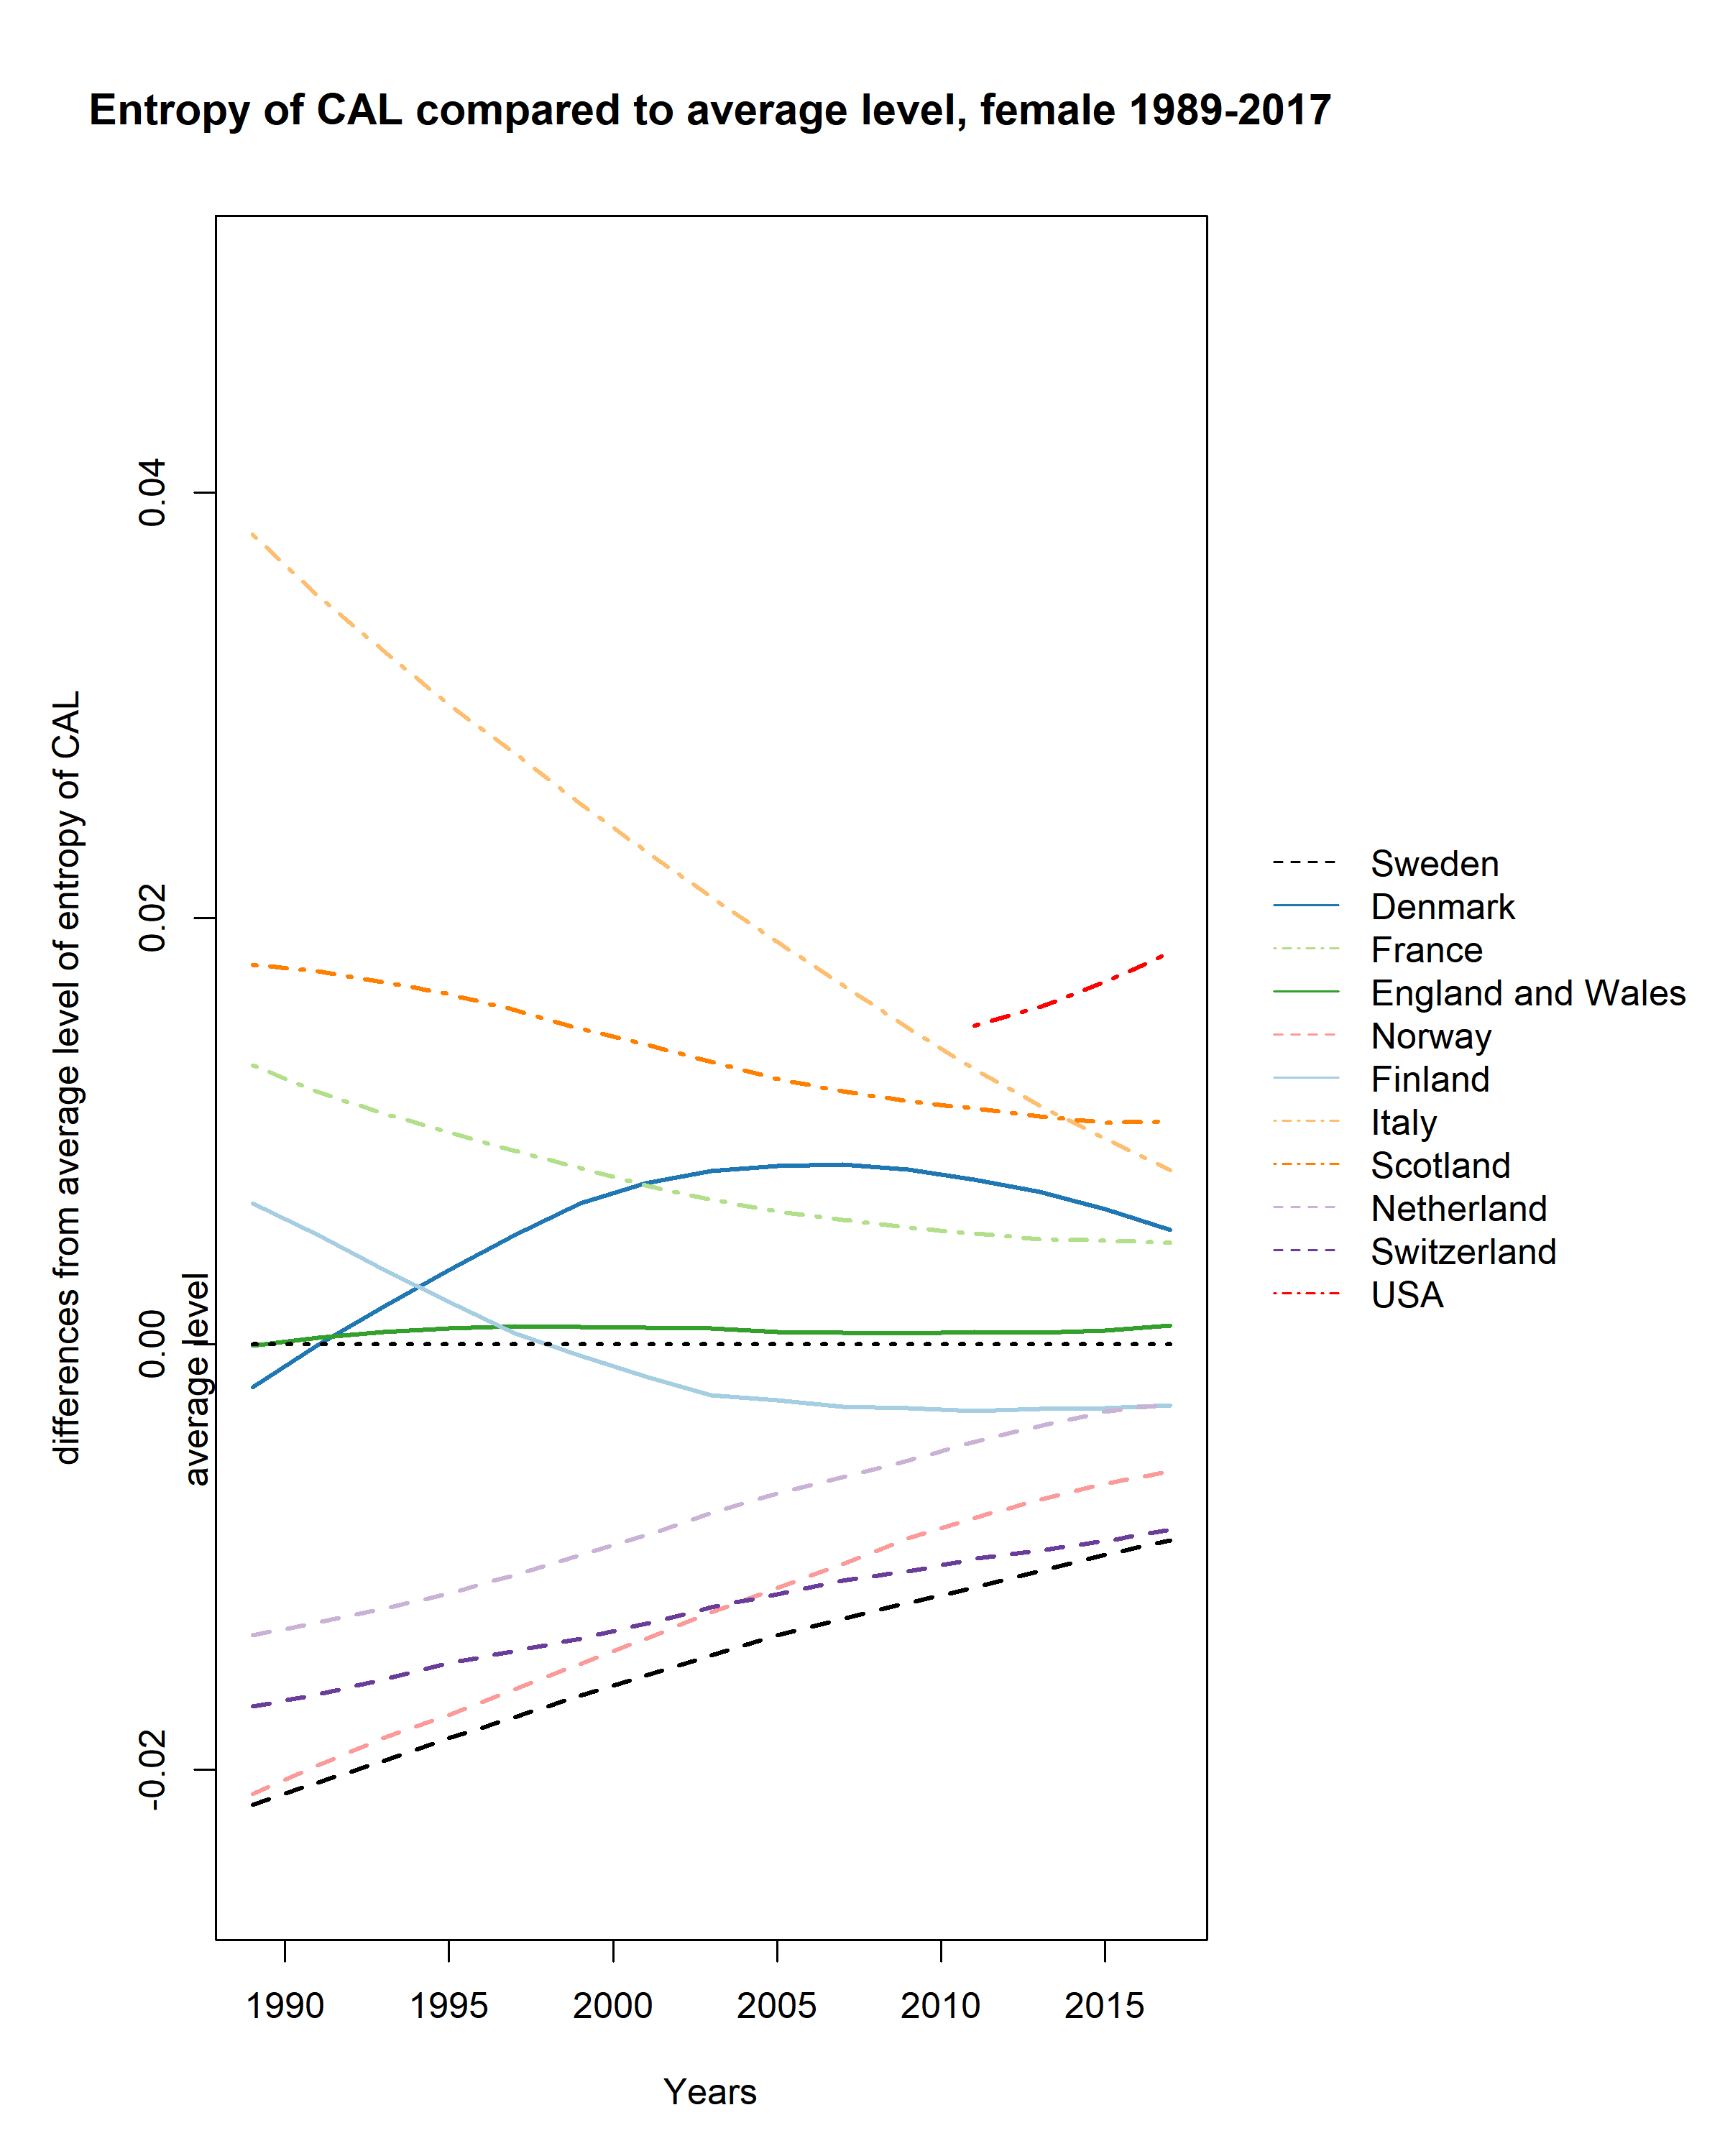 Entropy of CAL compared to average level, female 1989-2017
differences from average level of entropy of CAL
0.04
0.02
0.00
average level
-0.02
1990 1995 2000 2005 2010 2015
Years
Sweden
Denmark
France
England and Wales
Norway
Finland
Italy
Scotland
Netherland
Switzerland
USA